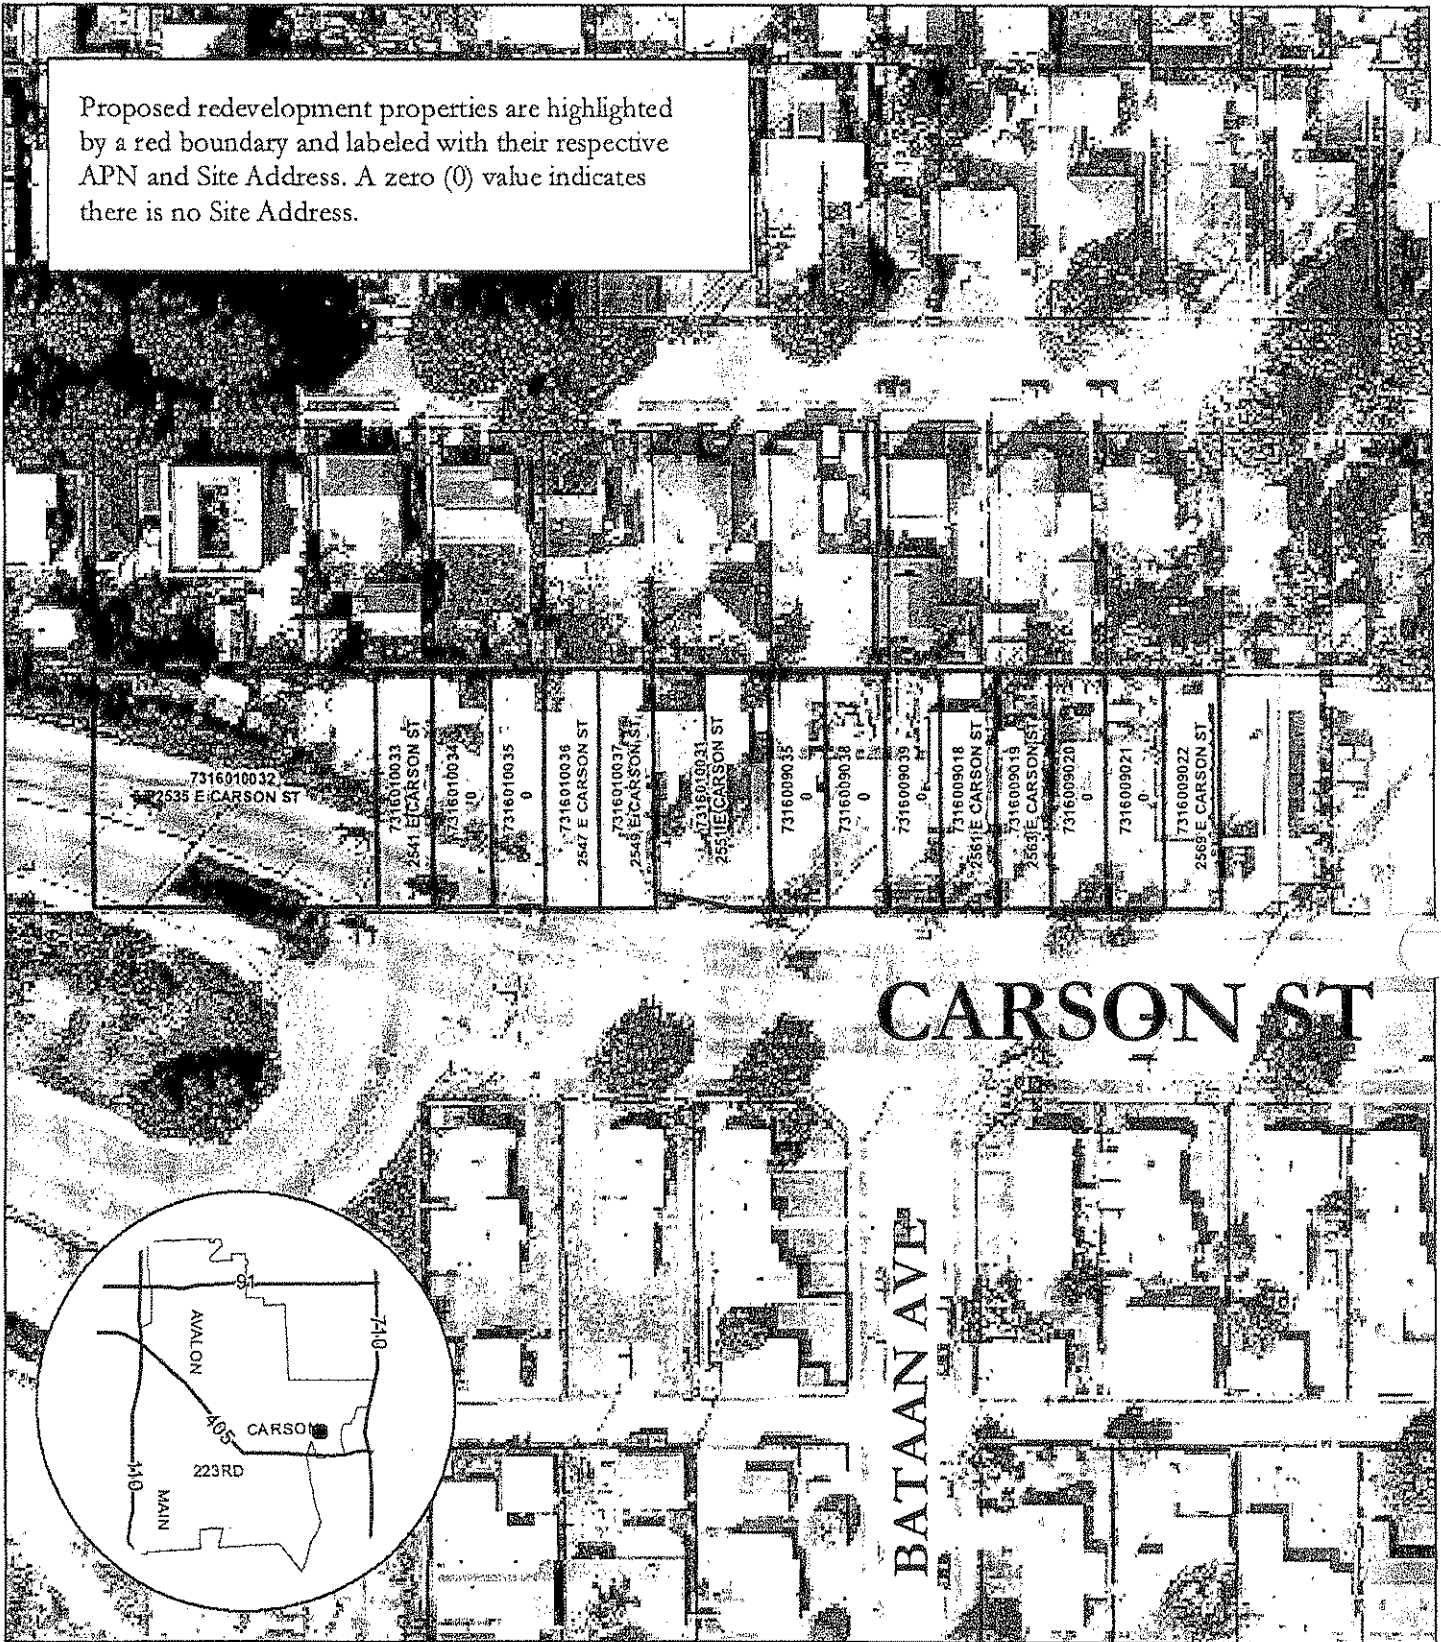 Proposed redevelopment properties are highlighted
by a red boundary and labeled with their respective
APN and Site Address. A zero (0) value indicates
there is no Site Address.
7316010032
2535 E CARSON ST
7316010033
2541 E CARSON ST
7316010034
0
7316010035
0
7316010036
2547 E CARSON ST
7316010037
2549 E CARSON ST
7316010031
2551 E CARSON ST
7316009035
0
7316009038
0
7316009039
0
7316009018
2561 E CARSON ST
7316009019
2563 E CARSON ST
7316009020
0
7316009021
0
7316009022
2569 E CARSON ST
CARSON ST
BATAAN AVE
91
AVALON
710
405
CARSON
223RD
110
MAIN